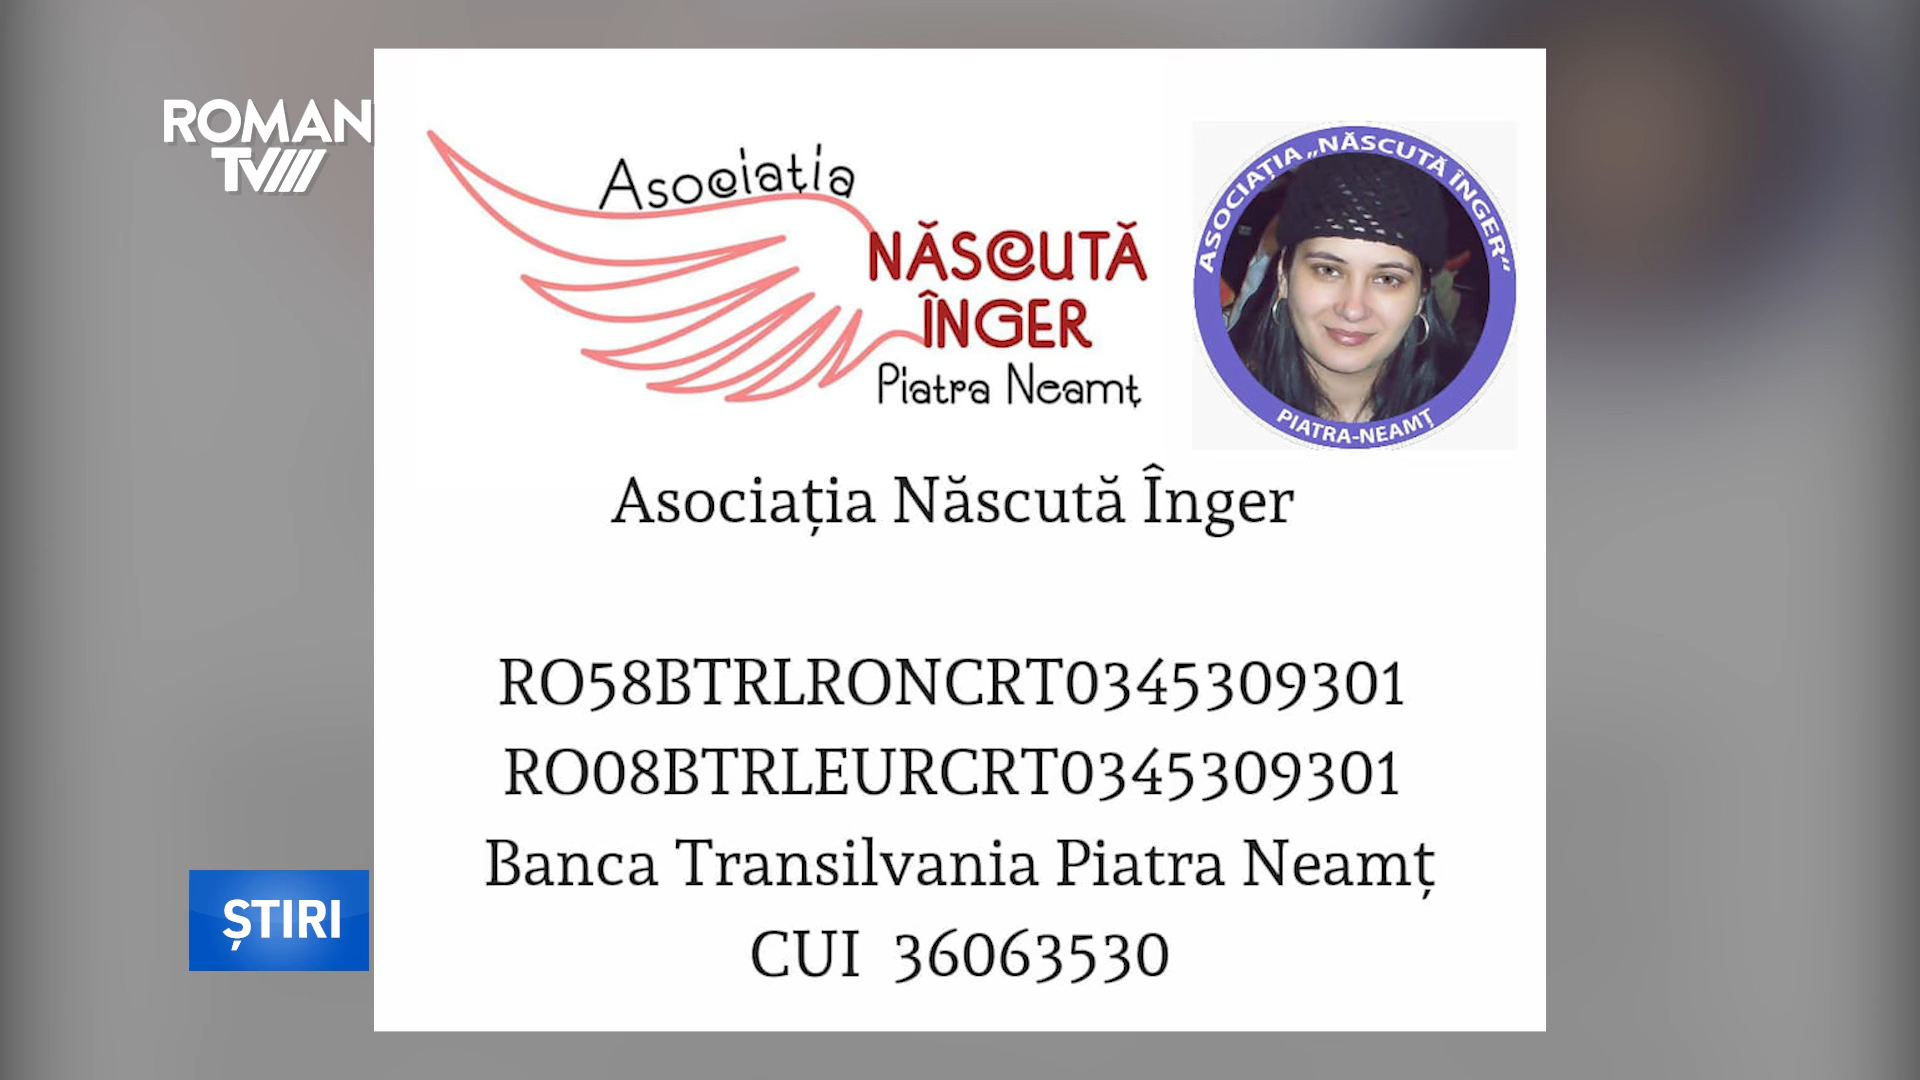 ROMAN
TV
Asociația
NĂSCUTĂ
ÎNGER
Piatra Neamț
ASOCIAȚIA „NĂSCUTĂ ÎNGER“
PIATRA-NEAMȚ
Asociația Născută Înger
RO58BTRLRONCRT0345309301
RO08BTRLEURCRT0345309301
Banca Transilvania Piatra Neamț
CUI 36063530
ȘTIRI